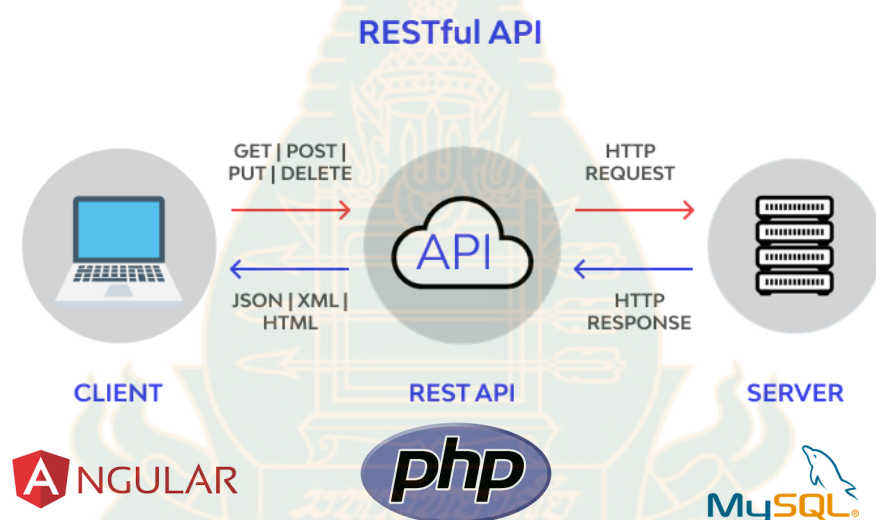 RESTful API
GET | POST |
PUT | DELETE
HTTP
REQUEST
API
JSON | XML |
HTML
HTTP
RESPONSE
CLIENT
REST API
SERVER
ANGULAR
php
MySQL®